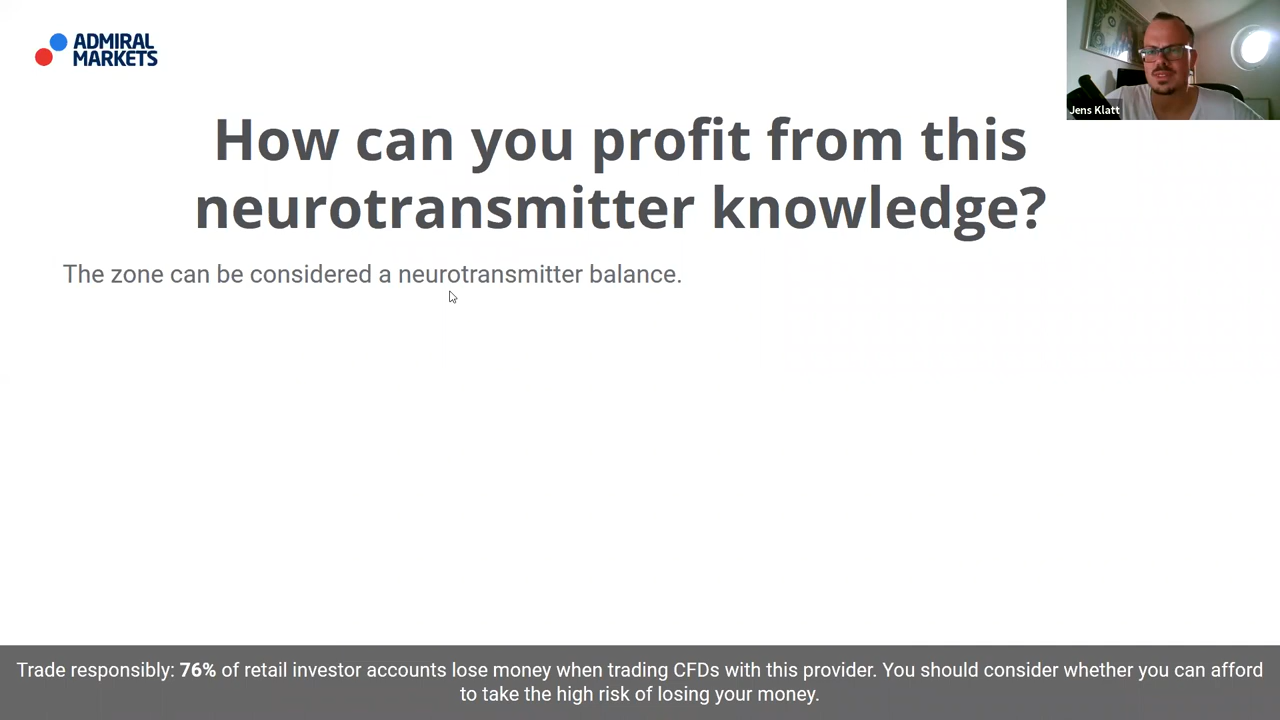 ADMIRAL
MARKETS
Jens Klatt
How can you profit from this
neurotransmitter knowledge?
The zone can be considered a neurotransmitter balance.
Trade responsibly: 76% of retail investor accounts lose money when trading CFDs with this provider. You should consider whether you can afford
to take the high risk of losing your money.